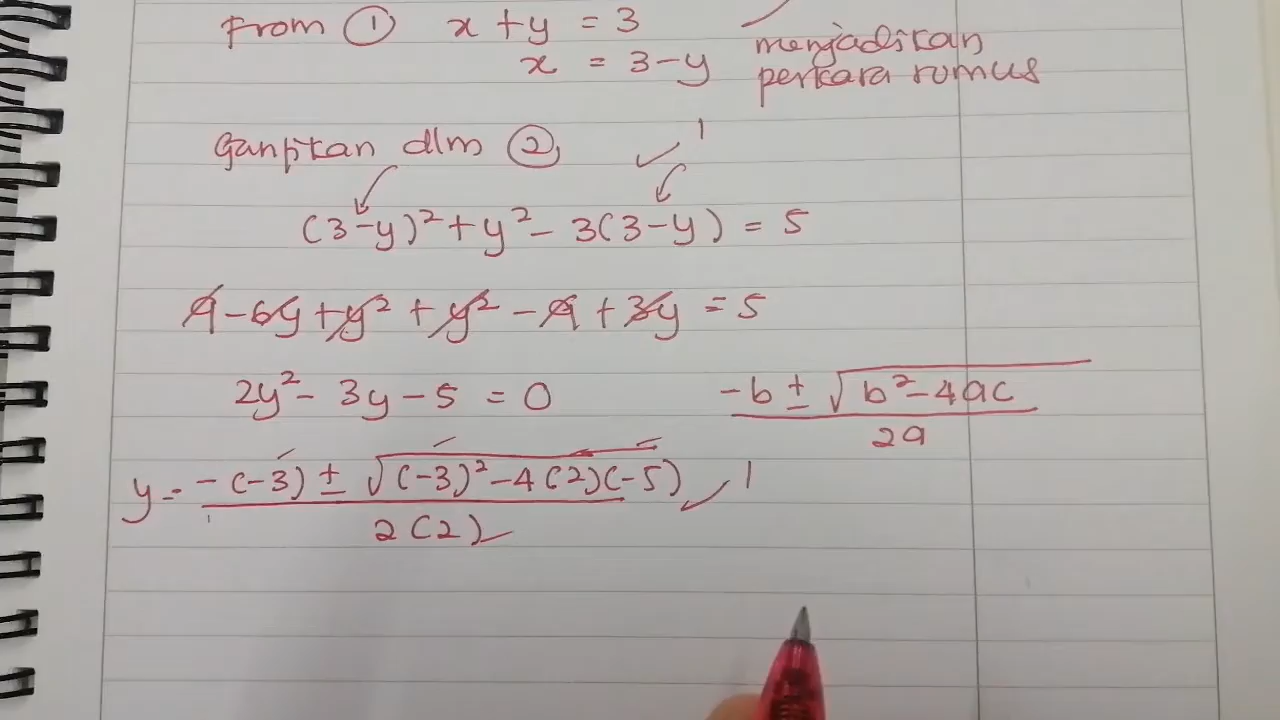 From ① x + y = 3
x = 3 - y menjadikan
perkara rumus
Gantikan dlm ②, 1
(3 - y)² + y² - 3(3 - y) = 5
9 - 6y + y² + y² - 9 + 3y = 5
2y² - 3y - 5 = 0 -b ± √b² - 4ac
2a
y = -(-3) ± √(-3)² - 4(2)(-5) 1
2(2)